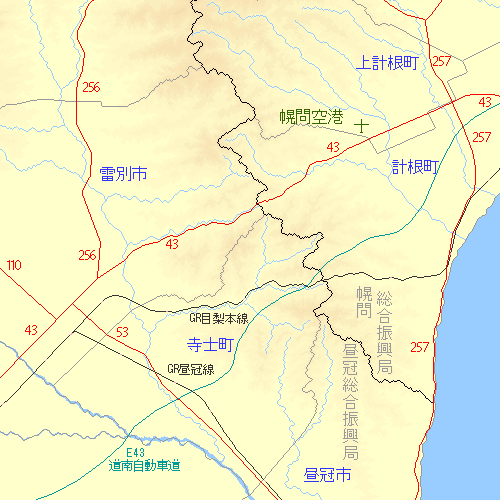 上計根町
257
256
43
幌問空港
257
43
計根町
雷別市
43
256
110
総合振興局
幌問
GR目梨本線
43
53
寺士町
257
昼冠総合振興局
GR昼冠線
E43
道南自動車道
昼冠市